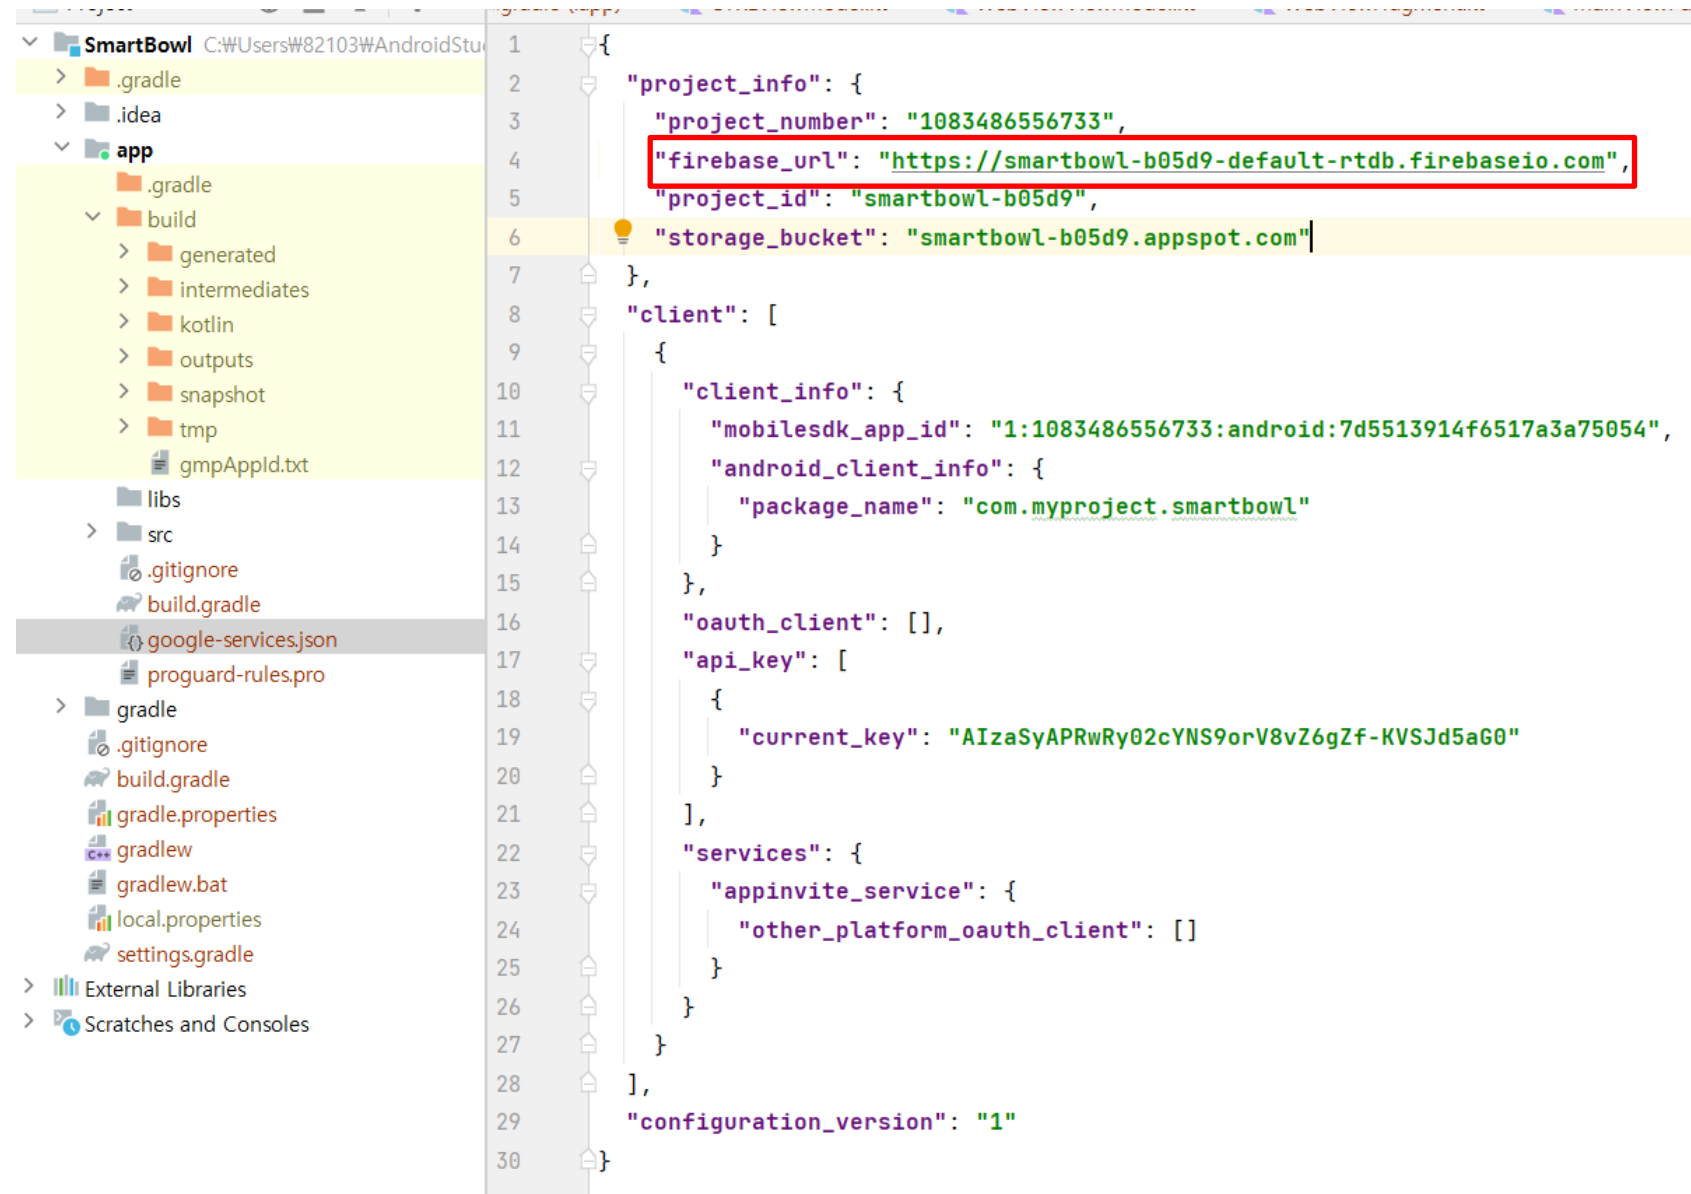 SmartBowl C:₩Users₩82103₩AndroidStu
.gradle
.idea
app
.gradle
build
generated
intermediates
kotlin
outputs
snapshot
tmp
gmpAppId.txt
libs
src
.gitignore
build.gradle
google-services.json
proguard-rules.pro
gradle
.gitignore
build.gradle
gradle.properties
gradlew
gradlew.bat
local.properties
settings.gradle
External Libraries
Scratches and Consoles
1 {
2 "project_info": {
3 "project_number": "1083486556733",
4 "firebase_url": "https://smartbowl-b05d9-default-rtdb.firebaseio.com",
5 "project_id": "smartbowl-b05d9",
6 "storage_bucket": "smartbowl-b05d9.appspot.com"
7 },
8 "client": [
9 {
10 "client_info": {
11 "mobilesdk_app_id": "1:1083486556733:android:7d5513914f6517a3a75054",
12 "android_client_info": {
13 "package_name": "com.myproject.smartbowl"
14 }
15 },
16 "oauth_client": [],
17 "api_key": [
18 {
19 "current_key": "AIzaSyAPRwRy02cYNS9orV8vZ6gZf-KVSJd5aG0"
20 }
21 ],
22 "services": {
23 "appinvite_service": {
24 "other_platform_oauth_client": []
25 }
26 }
27 }
28 ],
29 "configuration_version": "1"
30 }